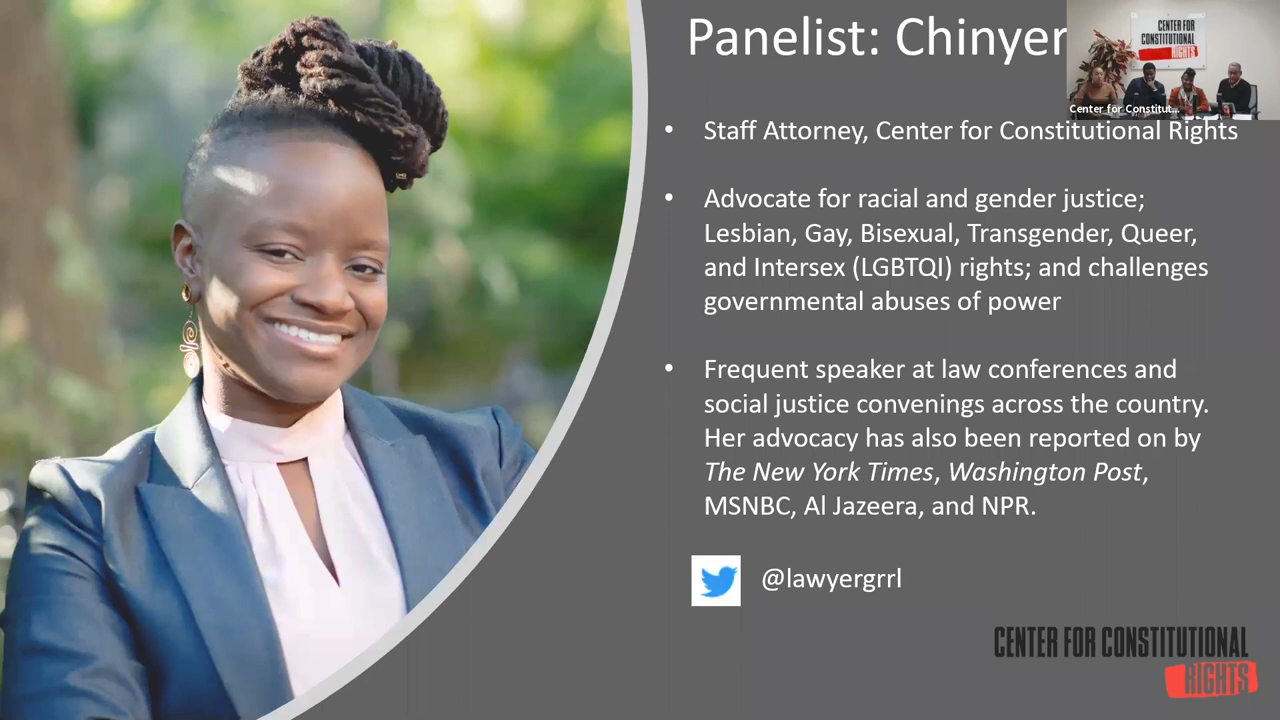 Panelist: Chinyer
CENTER FOR
CONSTITUTIONAL
RIGHTS
Center for Constitut...
• Staff Attorney, Center for Constitutional Rights
• Advocate for racial and gender justice;
Lesbian, Gay, Bisexual, Transgender, Queer,
and Intersex (LGBTQI) rights; and challenges
governmental abuses of power
• Frequent speaker at law conferences and
social justice convenings across the country.
Her advocacy has also been reported on by
The New York Times, Washington Post,
MSNBC, Al Jazeera, and NPR.
@lawyergrrl
CENTER FOR CONSTITUTIONAL
RIGHTS